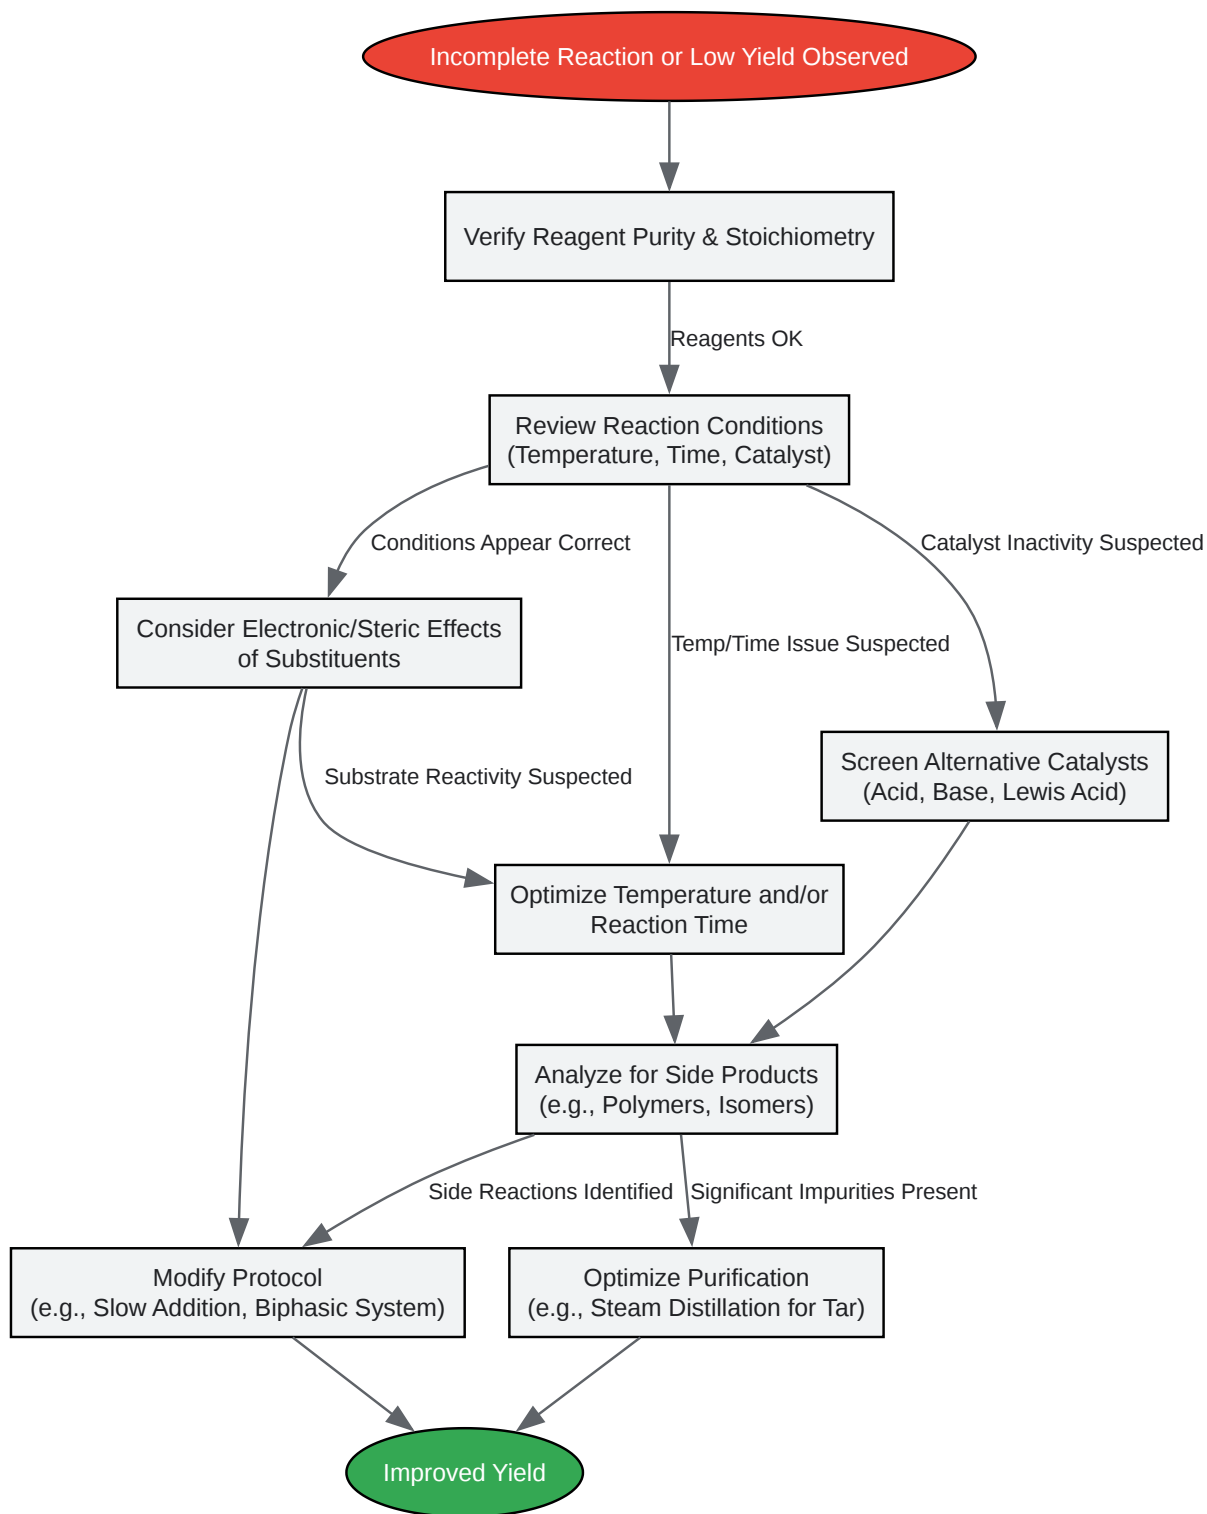 Incomplete Reaction or Low Yield Observed
Verify Reagent Purity & Stoichiometry
Reagents OK
Review Reaction Conditions
(Temperature, Time, Catalyst)
Conditions Appear Correct
Catalyst Inactivity Suspected
Consider Electronic/Steric Effects
of Substituents
Temp/Time Issue Suspected
Substrate Reactivity Suspected
Screen Alternative Catalysts
(Acid, Base, Lewis Acid)
Optimize Temperature and/or
Reaction Time
Analyze for Side Products
(e.g., Polymers, Isomers)
Side Reactions Identified
Significant Impurities Present
Modify Protocol
(e.g., Slow Addition, Biphasic System)
Optimize Purification
(e.g., Steam Distillation for Tar)
Improved Yield